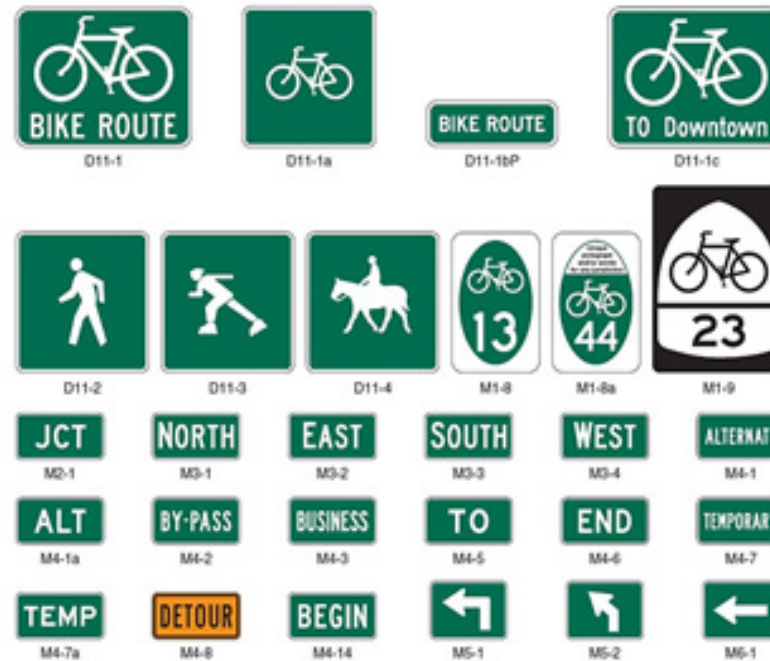 BIKE ROUTE
BIKE ROUTE
TO Downtown
D11-1
D11-1a
D11-1bP
D11-1c
13
44
23
D11-2
D11-3
D11-4
M1-8
M1-8a
M1-9
JCT
NORTH
EAST
SOUTH
WEST
ALTERNAT
M2-1
M3-1
M3-2
M3-3
M3-4
M4-1
ALT
BY-PASS
BUSINESS
TO
END
TEMPORAR
M4-1a
M4-2
M4-3
M4-5
M4-6
M4-7
TEMP
DETOUR
BEGIN
M4-7a
M4-8
M4-14
M5-1
M5-2
M6-1